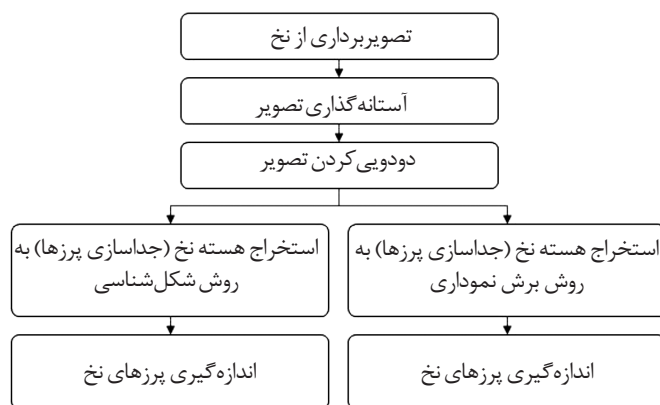 تصویربرداری از نخ
آستانه‌گذاری تصویر
دودویی‌کردن تصویر
استخراج هسته نخ (جداسازی پرزها) به
روش برش نموداری
استخراج هسته نخ (جداسازی پرزها) به
روش شکل‌شناسی
اندازه‌گیری پرزهای نخ
اندازه‌گیری پرزهای نخ